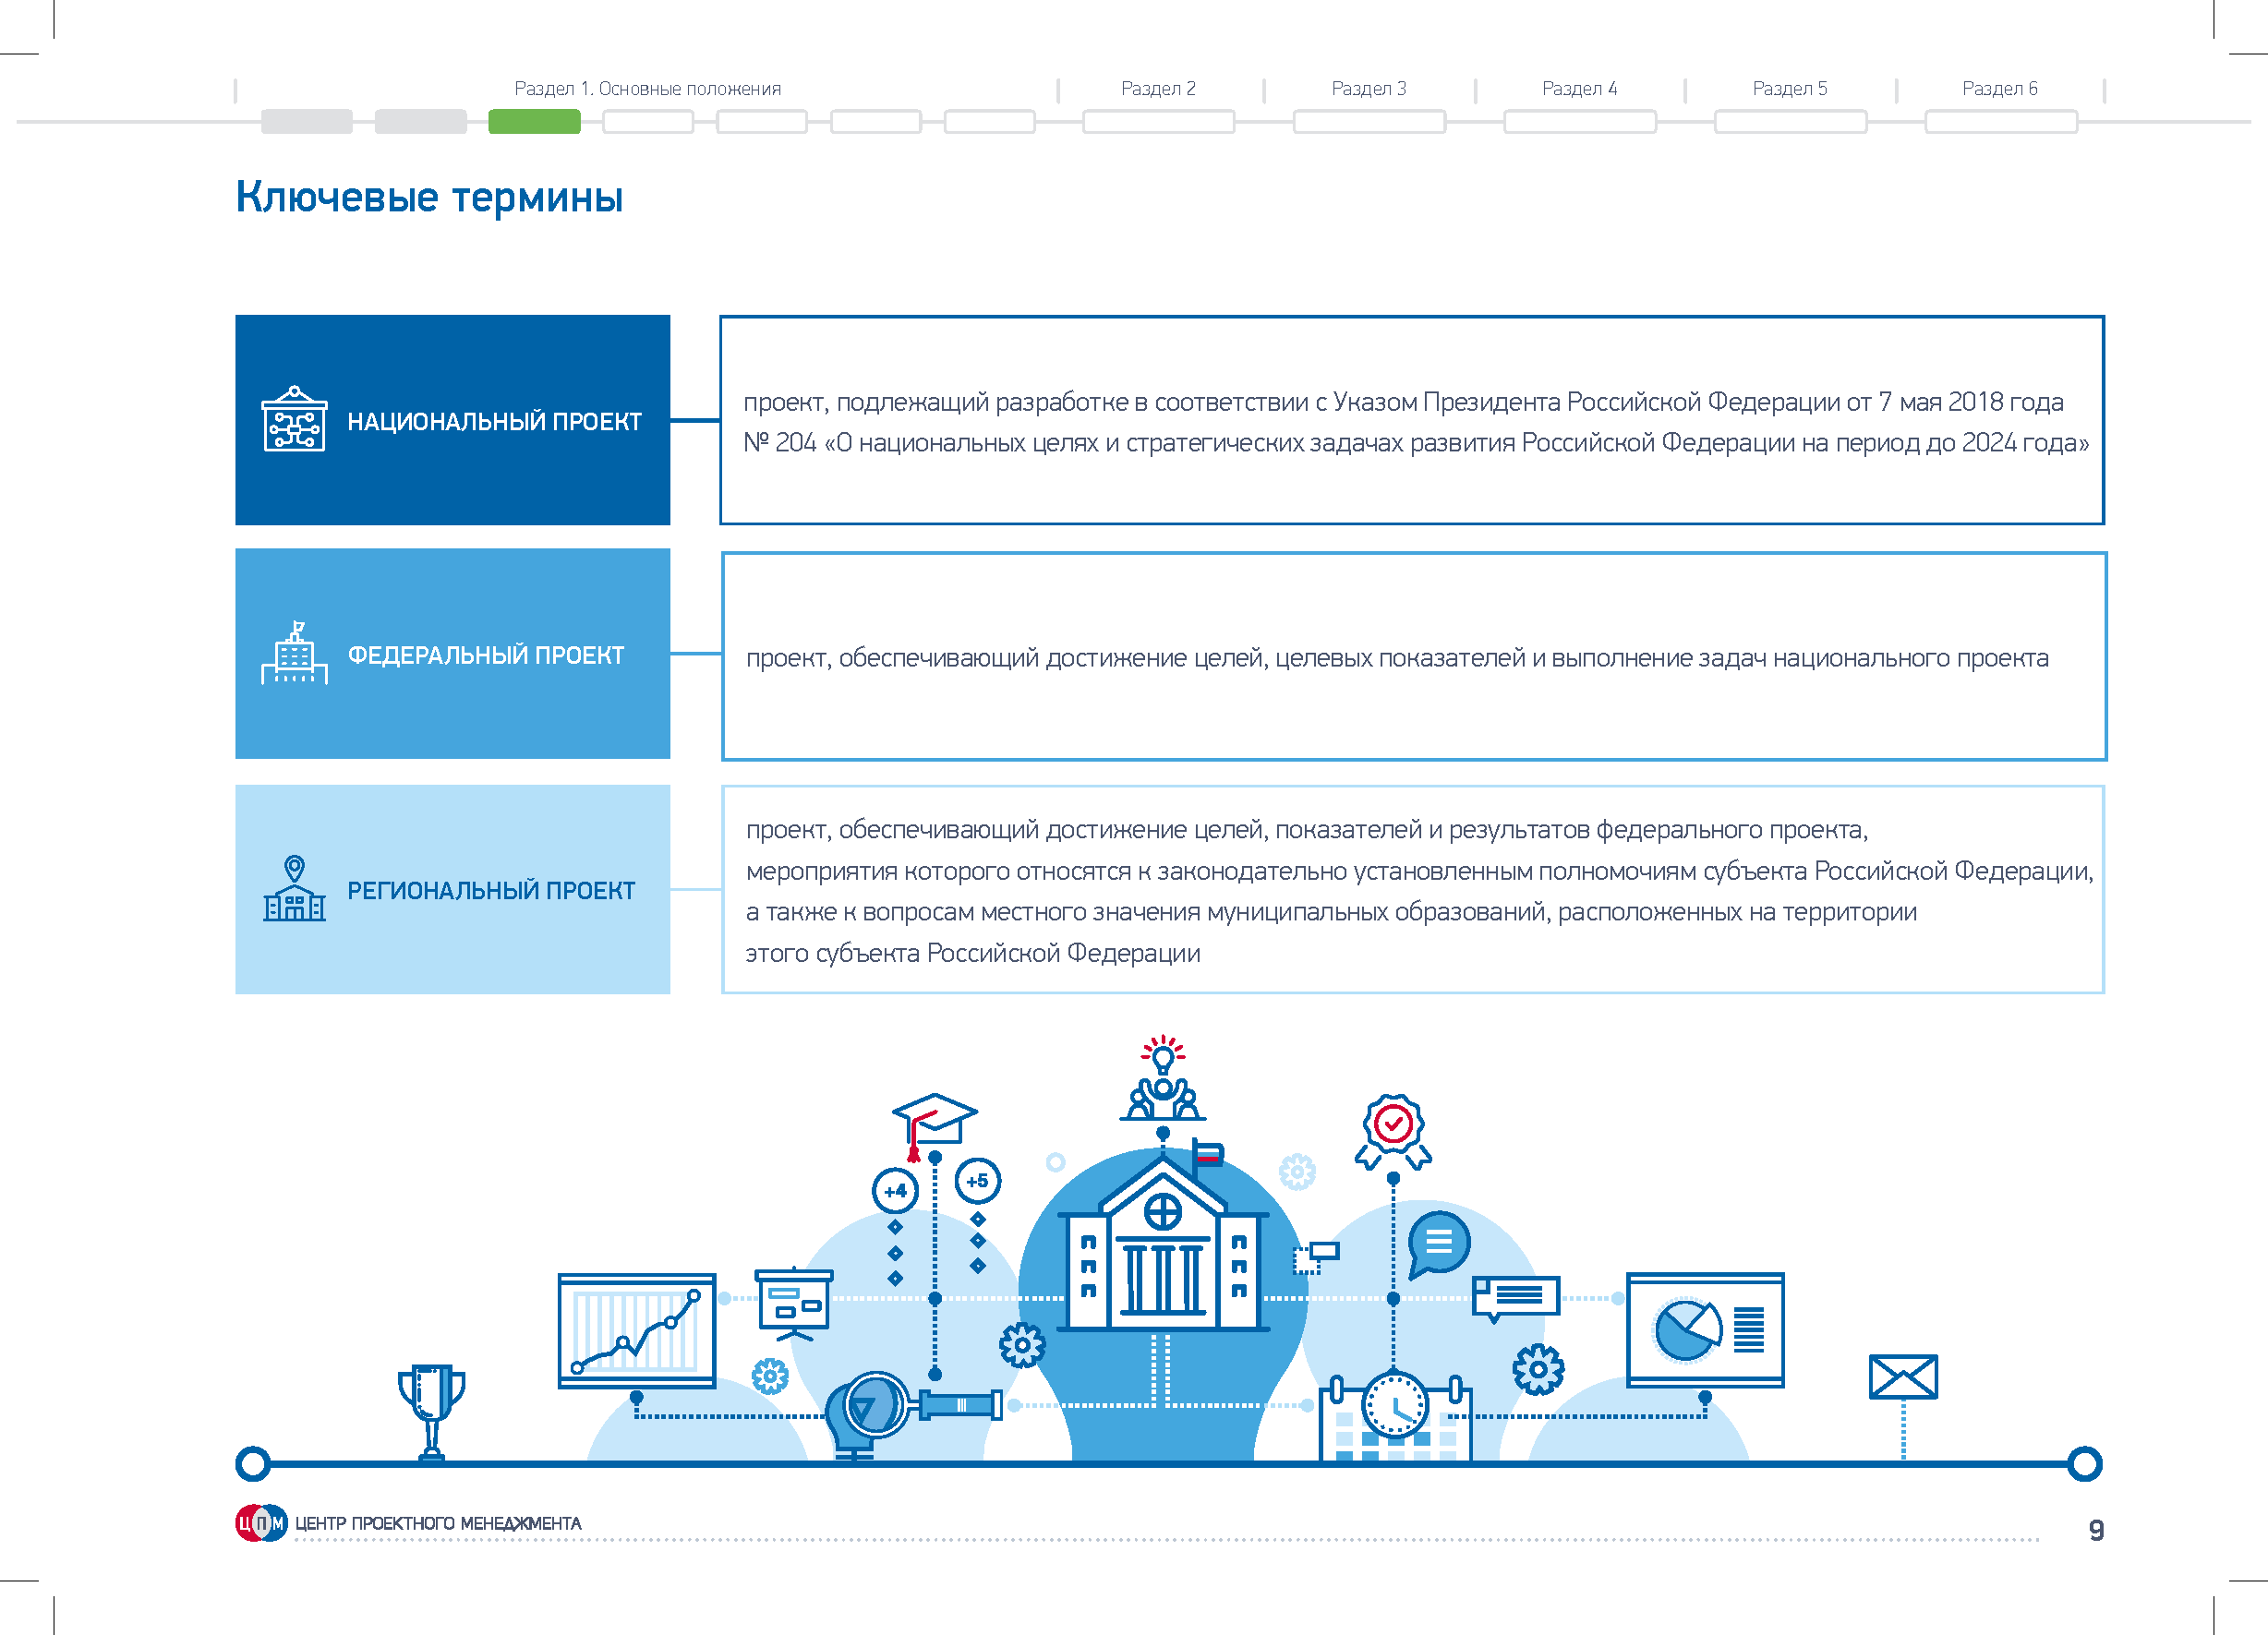 Раздел 1. Основные положения
Раздел 2
Раздел 3
Раздел 4
Раздел 5
Раздел 6
Ключевые термины
НАЦИОНАЛЬНЫЙ ПРОЕКТ
проект, подлежащий разработке в соответствии с Указом Президента Российской Федерации от 7 мая 2018 года
№ 204 «О национальных целях и стратегических задачах развития Российской Федерации на период до 2024 года»
ФЕДЕРАЛЬНЫЙ ПРОЕКТ
проект, обеспечивающий достижение целей, целевых показателей и выполнение задач национального проекта
РЕГИОНАЛЬНЫЙ ПРОЕКТ
проект, обеспечивающий достижение целей, показателей и результатов федерального проекта,
мероприятия которого относятся к законодательно установленным полномочиям субъекта Российской Федерации,
а также к вопросам местного значения муниципальных образований, расположенных на территории
этого субъекта Российской Федерации
+4
+5
ЦПМ ЦЕНТР ПРОЕКТНОГО МЕНЕДЖМЕНТА
9